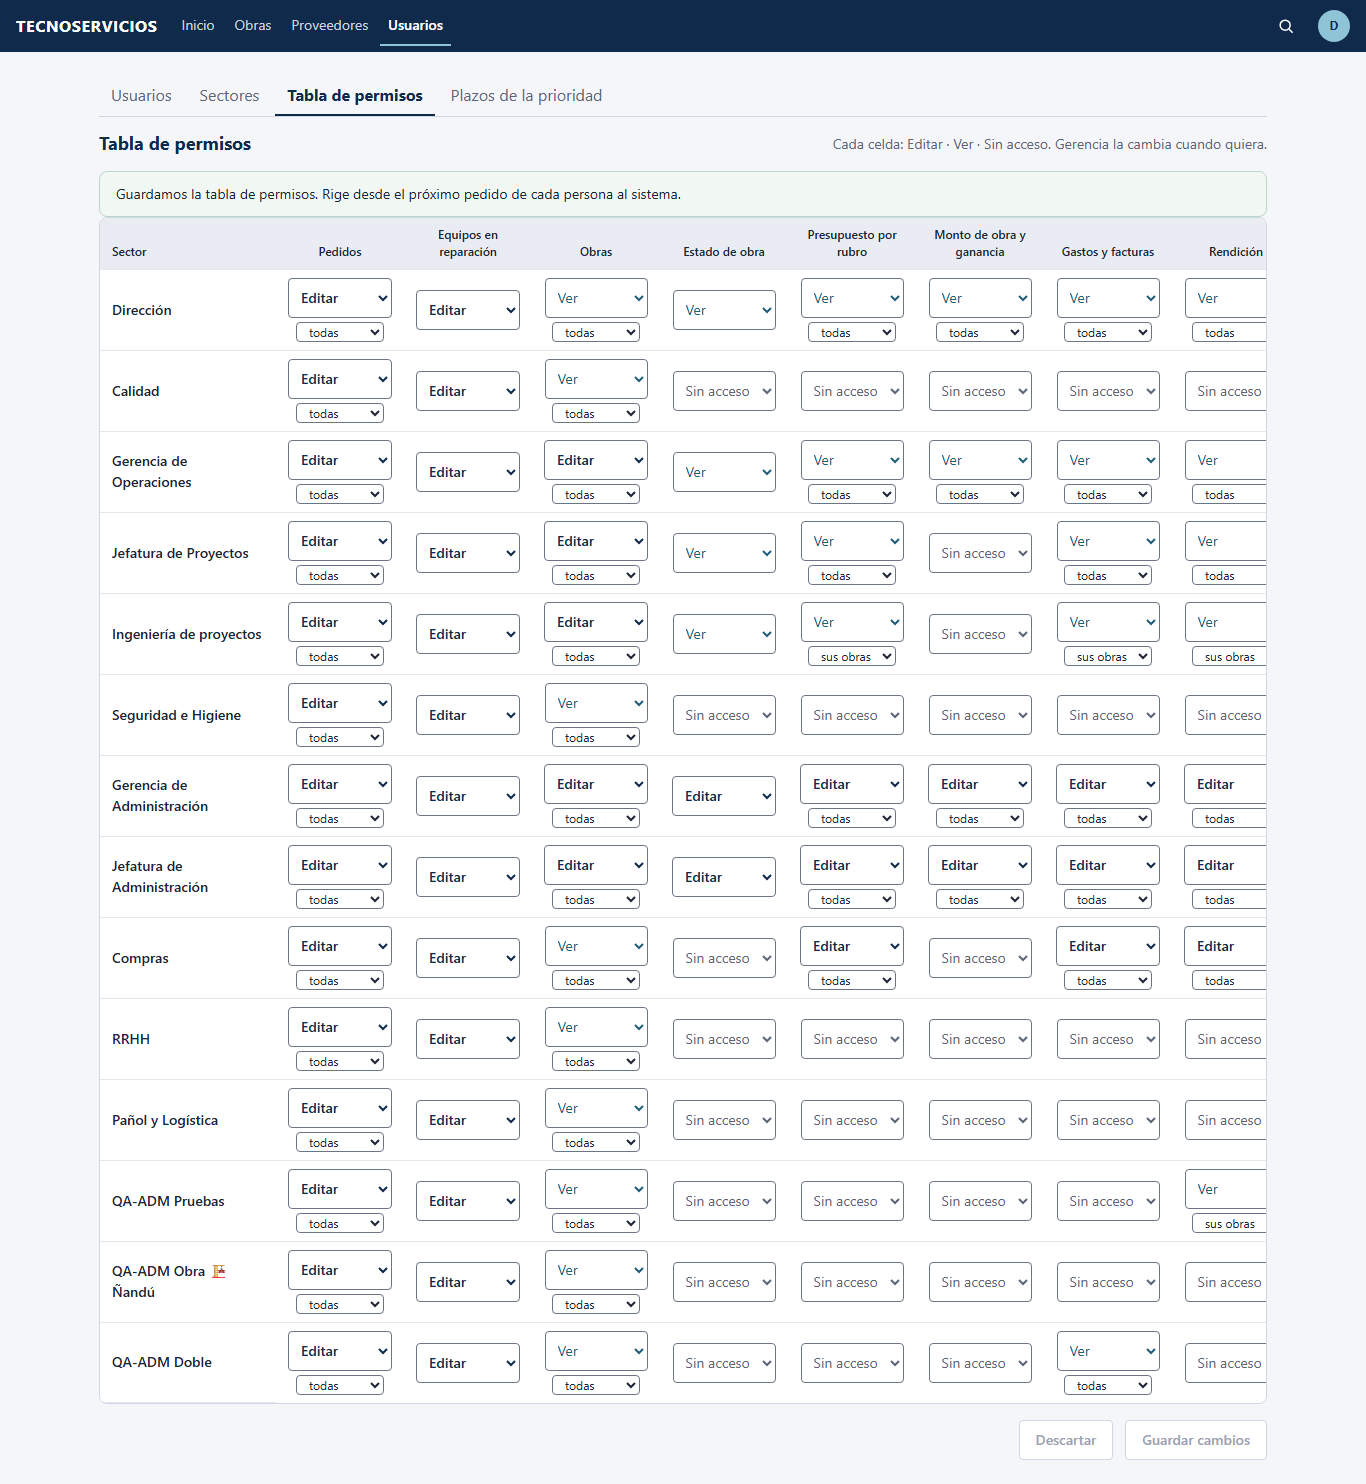 TECNOSERVICIOS Inicio Obras Proveedores Usuarios D
Usuarios Sectores Tabla de permisos Plazos de la prioridad
Tabla de permisos Cada celda: Editar · Ver · Sin acceso. Gerencia la cambia cuando quiera.
Guardamos la tabla de permisos. Rige desde el próximo pedido de cada persona al sistema.
Sector Pedidos Equipos en reparación Obras Estado de obra Presupuesto por rubro Monto de obra y ganancia Gastos y facturas Rendición
Dirección Editar Editar Ver Ver Ver Ver Ver Ver
todas todas todas todas todas todas
Calidad Editar Editar Ver Sin acceso Sin acceso Sin acceso Sin acceso Sin acceso
todas todas
Gerencia de Operaciones Editar Editar Editar Ver Ver Ver Ver Ver
todas todas todas todas todas todas
Jefatura de Proyectos Editar Editar Editar Ver Ver Sin acceso Ver Ver
todas todas todas todas todas
Ingeniería de proyectos Editar Editar Editar Ver Ver Sin acceso Ver Ver
todas todas sus obras sus obras sus obras
Seguridad e Higiene Editar Editar Ver Sin acceso Sin acceso Sin acceso Sin acceso Sin acceso
todas todas
Gerencia de Administración Editar Editar Editar Editar Editar Editar Editar Editar
todas todas todas todas todas todas
Jefatura de Administración Editar Editar Editar Editar Editar Editar Editar Editar
todas todas todas todas todas todas
Compras Editar Editar Ver Sin acceso Editar Sin acceso Editar Editar
todas todas todas todas todas
RRHH Editar Editar Ver Sin acceso Sin acceso Sin acceso Sin acceso Sin acceso
todas todas
Pañol y Logística Editar Editar Ver Sin acceso Sin acceso Sin acceso Sin acceso Sin acceso
todas todas
QA-ADM Pruebas Editar Editar Ver Sin acceso Sin acceso Sin acceso Sin acceso Ver
todas todas sus obras
QA-ADM Obra 🏗 Ñandú Editar Editar Ver Sin acceso Sin acceso Sin acceso Sin acceso Sin acceso
todas todas
QA-ADM Doble Editar Editar Ver Sin acceso Sin acceso Sin acceso Ver Sin acceso
todas todas todas
Descartar Guardar cambios